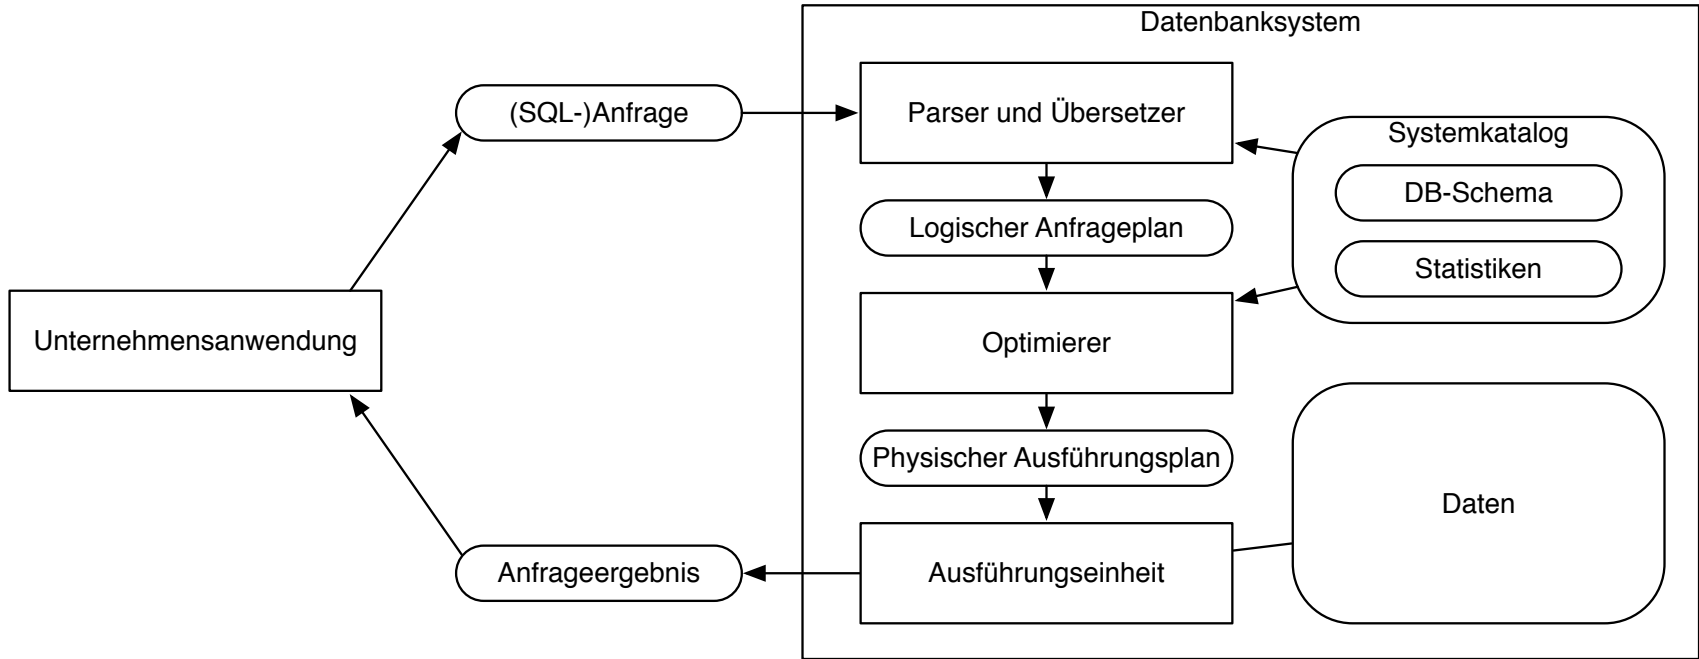 Datenbanksystem
(SQL-)Anfrage
Parser und Übersetzer
Systemkatalog
DB-Schema
Logischer Anfrageplan
Statistiken
Unternehmensanwendung
Optimierer
Physischer Ausführungsplan
Daten
Anfrageergebnis
Ausführungseinheit